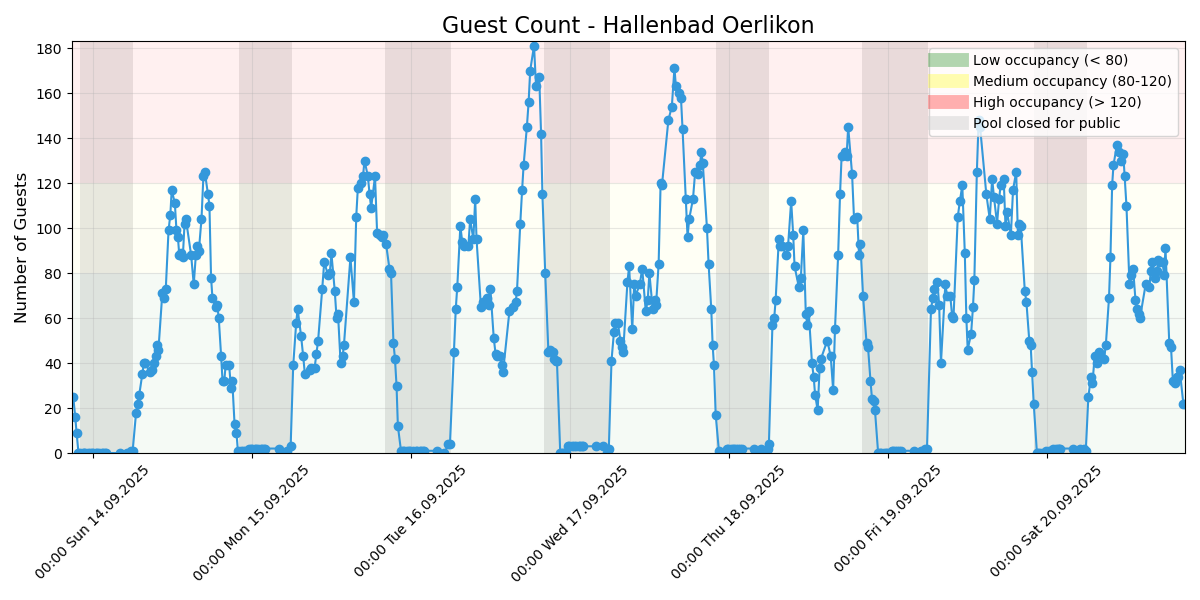 Guest Count - Hallenbad Oerlikon
Number of Guests
180
160
140
120
100
80
60
40
20
0
Low occupancy (< 80)
Medium occupancy (80-120)
High occupancy (> 120)
Pool closed for public
00:00 Sun 14.09.2025
00:00 Mon 15.09.2025
00:00 Tue 16.09.2025
00:00 Wed 17.09.2025
00:00 Thu 18.09.2025
00:00 Fri 19.09.2025
00:00 Sat 20.09.2025